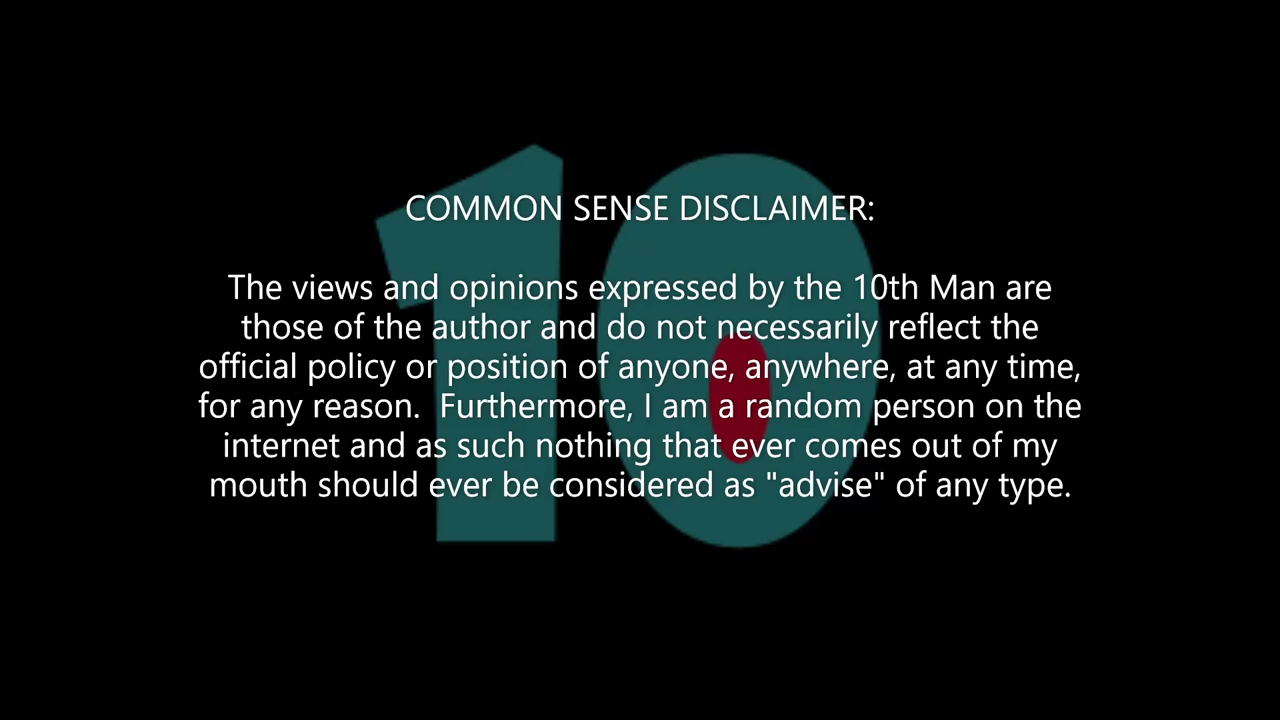 10
COMMON SENSE DISCLAIMER:
The views and opinions expressed by the 10th Man are
those of the author and do not necessarily reflect the
official policy or position of anyone, anywhere, at any time,
for any reason.  Furthermore, I am a random person on the
internet and as such nothing that ever comes out of my
mouth should ever be considered as "advise" of any type.